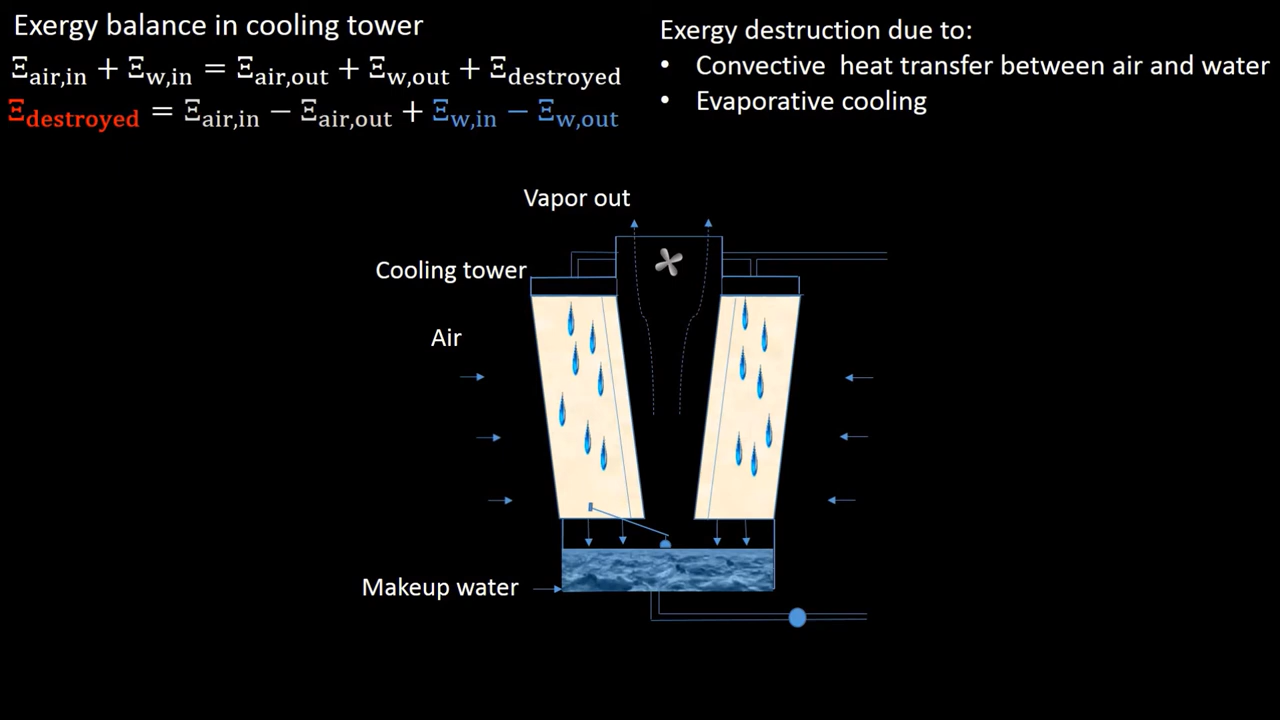 Exergy balance in cooling tower
Ξair,in + Ξw,in = Ξair,out + Ξw,out + Ξdestroyed
Ξdestroyed = Ξair,in − Ξair,out + Ξw,in − Ξw,out
Exergy destruction due to:
• Convective heat transfer between air and water
• Evaporative cooling
Vapor out
Cooling tower
Air
Makeup water